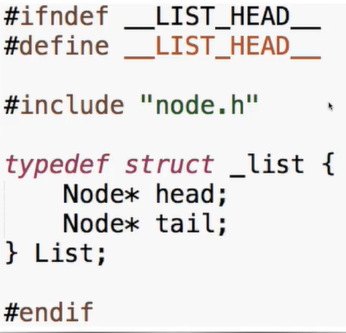 #ifndef __LIST_HEAD__
#define __LIST_HEAD__
#include "node.h"
typedef struct _list {
Node* head;
Node* tail;
} List;
#endif